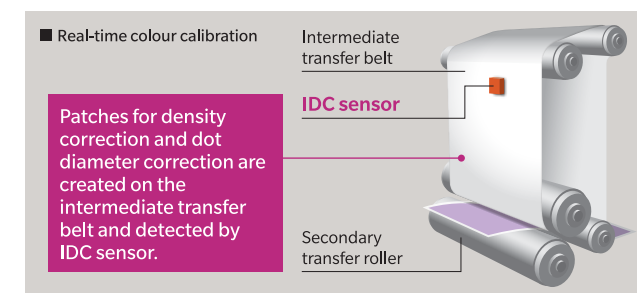 Real-time colour calibration
Intermediate
transfer belt
IDC sensor
Patches for density
correction and dot
diameter correction are
created on the
intermediate transfer
belt and detected by
IDC sensor.
Secondary
transfer roller